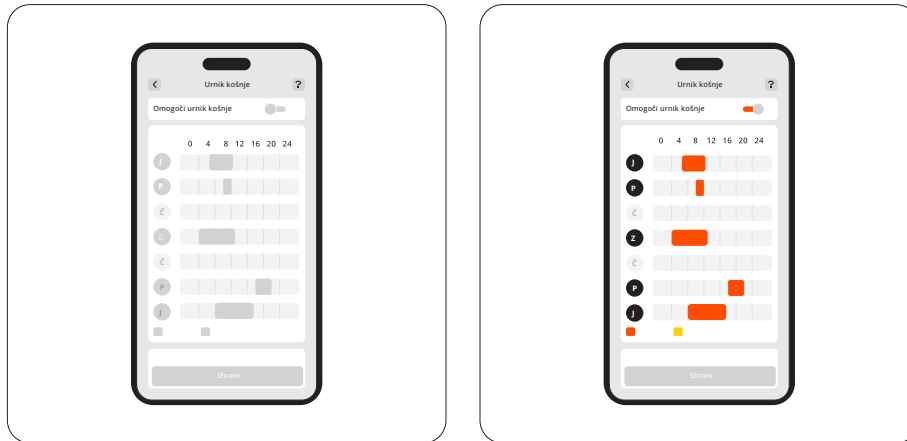 Urnik košnje ?
Omogoči urnik košnje
0 4 8 12 16 20 24
J
P
Č
Z
Č
P
J
Shrani
Urnik košnje ?
Omogoči urnik košnje
0 4 8 12 16 20 24
J
P
Č
Z
Č
P
J
Shrani